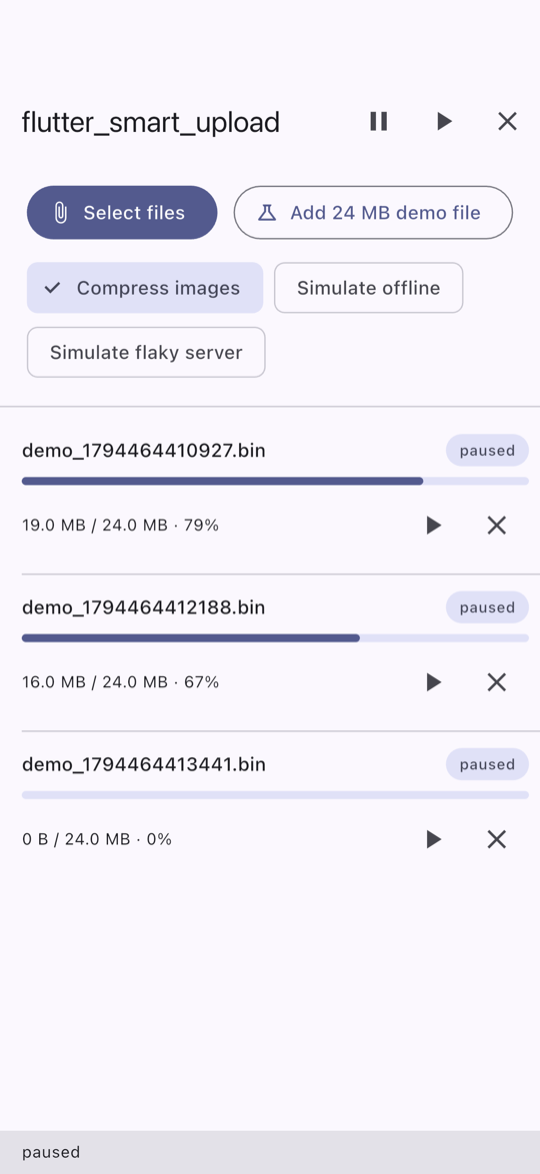 flutter_smart_upload
Select files
Add 24 MB demo file
Compress images
Simulate offline
Simulate flaky server
demo_1794464410927.bin
paused
19.0 MB / 24.0 MB · 79%
demo_1794464412188.bin
paused
16.0 MB / 24.0 MB · 67%
demo_1794464413441.bin
paused
0 B / 24.0 MB · 0%
paused